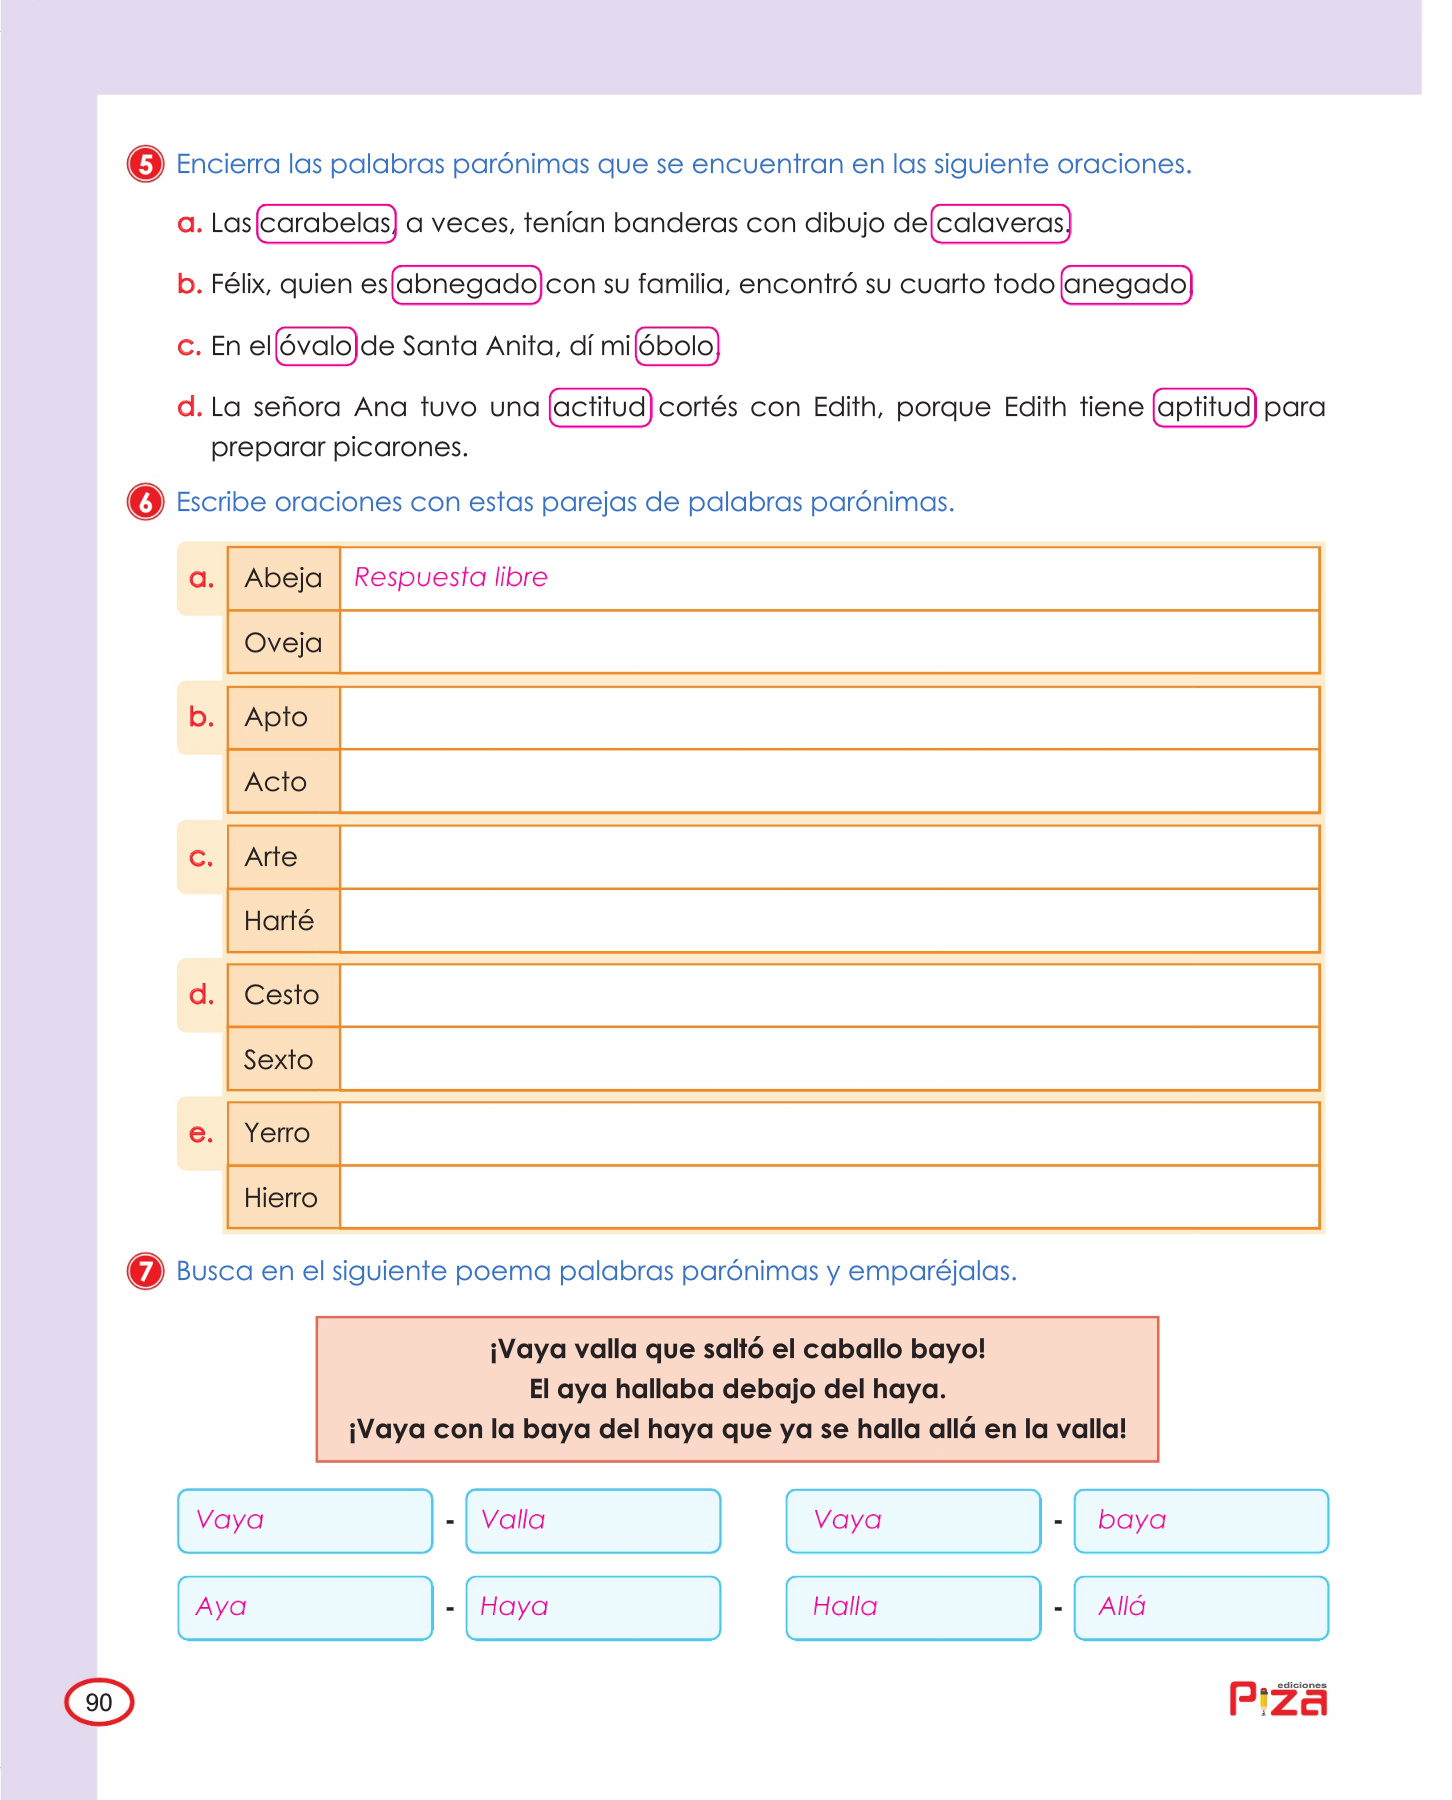 5 Encierra las palabras parónimas que se encuentran en las siguiente oraciones.
a. Las carabelas, a veces, tenían banderas con dibujo de calaveras.
b. Félix, quien es abnegado con su familia, encontró su cuarto todo anegado.
c. En el óvalo de Santa Anita, dí mi óbolo.
d. La señora Ana tuvo una actitud cortés con Edith, porque Edith tiene aptitud para
preparar picarones.
6 Escribe oraciones con estas parejas de palabras parónimas.
a. Abeja Respuesta libre
Oveja
b. Apto
Acto
c. Arte
Harté
d. Cesto
Sexto
e. Yerro
Hierro
7 Busca en el siguiente poema palabras parónimas y emparéjalas.
¡Vaya valla que saltó el caballo bayo!
El aya hallaba debajo del haya.
¡Vaya con la baya del haya que ya se halla allá en la valla!
Vaya - Valla Vaya - baya
Aya - Haya Halla - Allá
90
ediciones
Piza